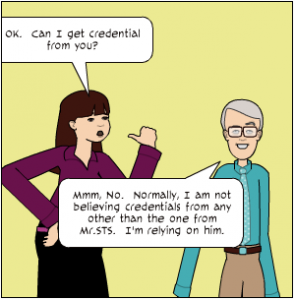 OK.  Can I get credential
from you?
Mmm, No.  Normally, I am not
believing credentials from any
other than the one from
Mr.STS.  I'm relying on him.